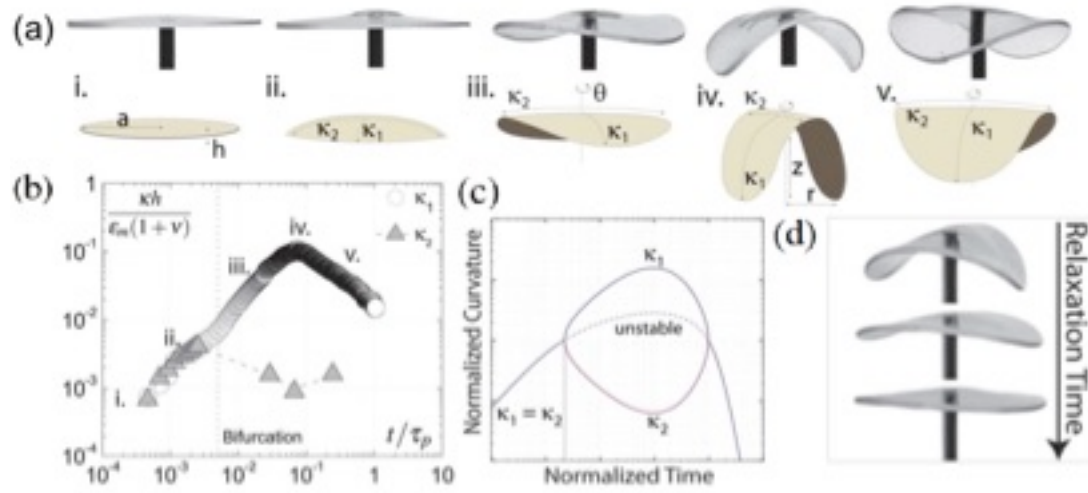 (a)
i.
ii.
iii.
iv.
v.
a
h
κ₂ κ₁
κ₂ θ
κ₁
κ₂
κ₁
z
r
κ₂
κ₁
(b)
κh
εₘ(1 + ν)
κ₁
κ₂
i.
ii.
iii.
iv.
v.
Bifurcation
t/τₚ
1
10⁻¹
10⁻²
10⁻³
10⁻⁴
10⁻⁴ 10⁻³ 10⁻² 10⁻¹ 1 10
(c)
Normalized Curvature
κ₁
unstable
κ₁ = κ₂
κ₂
Normalized Time
(d)
Relaxation Time